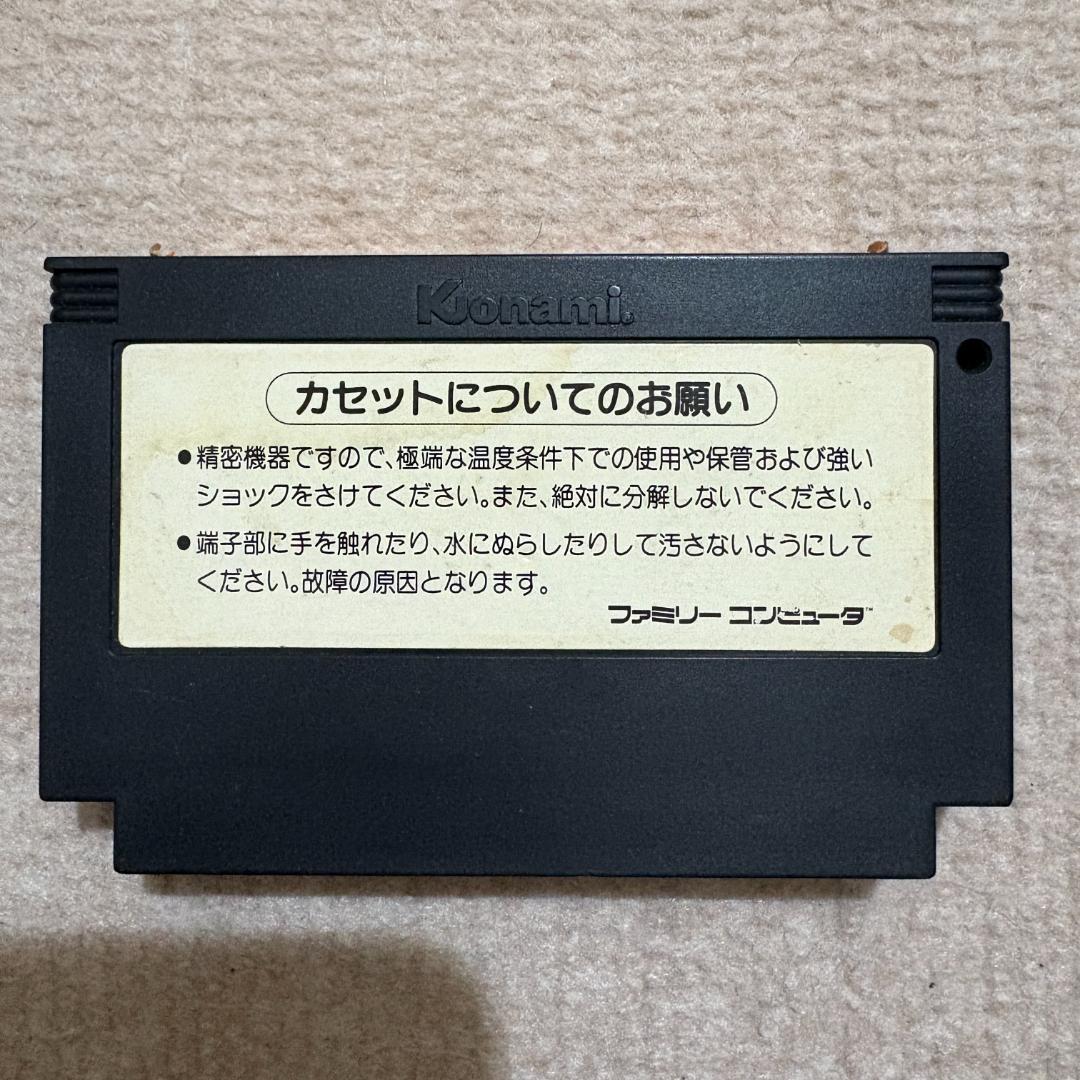 Konami.
カセットについてのお願い
●精密機器ですので、極端な温度条件下での使用や保管および強い
ショックをさけてください。また、絶対に分解しないでください。
●端子部に手を触れたり、水にぬらしたりして汚さないようにして
ください。故障の原因となります。
ファミリー コンピュータ™